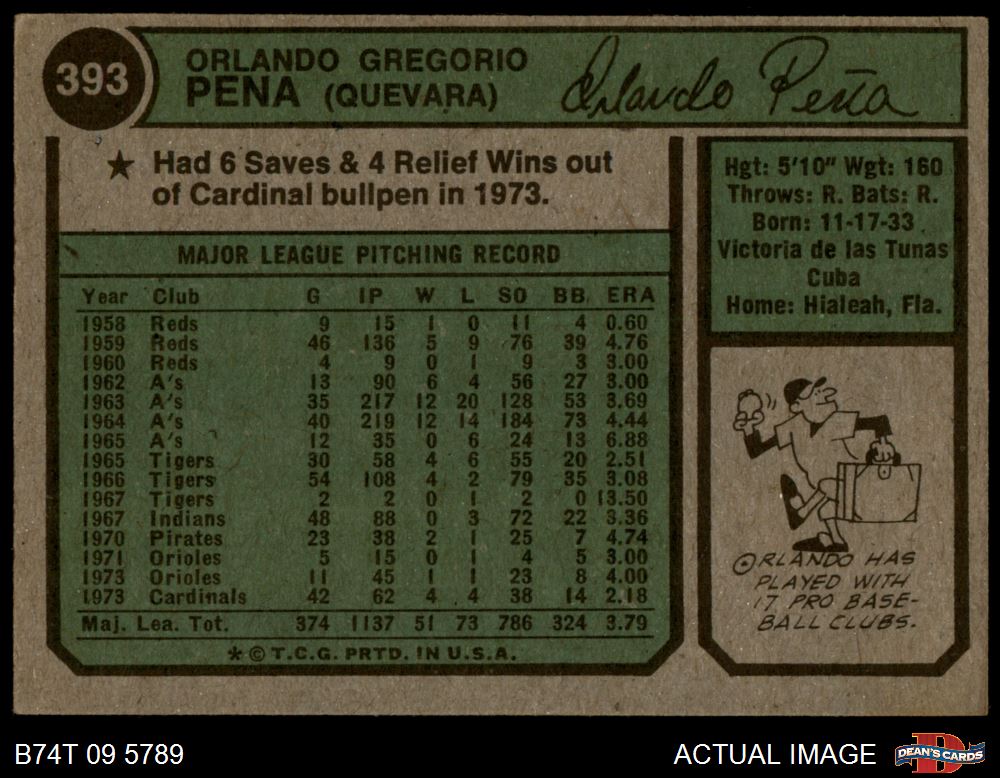 393
ORLANDO GREGORIO
PENA (QUEVARA)
Orlando Peña
★ Had 6 Saves & 4 Relief Wins out
of Cardinal bullpen in 1973.
MAJOR LEAGUE PITCHING RECORD
Year Club G IP W L SO BB ERA
1958 Reds 9 15 1 0 11 4 0.60
1959 Reds 46 136 5 9 76 39 4.76
1960 Reds 4 9 0 1 9 3 3.00
1962 A's 13 90 6 4 56 27 3.00
1963 A's 35 217 12 20 128 53 3.69
1964 A's 40 219 12 14 184 73 4.44
1965 A's 12 35 0 6 24 13 6.88
1965 Tigers 30 58 4 6 55 20 2.51
1966 Tigers 54 108 4 2 79 35 3.08
1967 Tigers 2 2 0 1 2 0 13.50
1967 Indians 48 88 0 3 72 22 3.36
1970 Pirates 23 38 2 1 25 7 4.74
1971 Orioles 5 15 0 1 4 5 3.00
1973 Orioles 11 45 1 1 23 8 4.00
1973 Cardinals 42 62 4 4 38 14 2.18
Maj. Lea. Tot. 374 1137 51 73 786 324 3.79
* © T.C.G. PRTD. IN U.S.A.
Hgt: 5'10" Wgt: 160
Throws: R. Bats: R.
Born: 11-17-33
Victoria de las Tunas
Cuba
Home: Hialeah, Fla.
ORLANDO HAS
PLAYED WITH
17 PRO BASE-
BALL CLUBS.
B74T 09 5789
ACTUAL IMAGE
DEAN'S CARDS